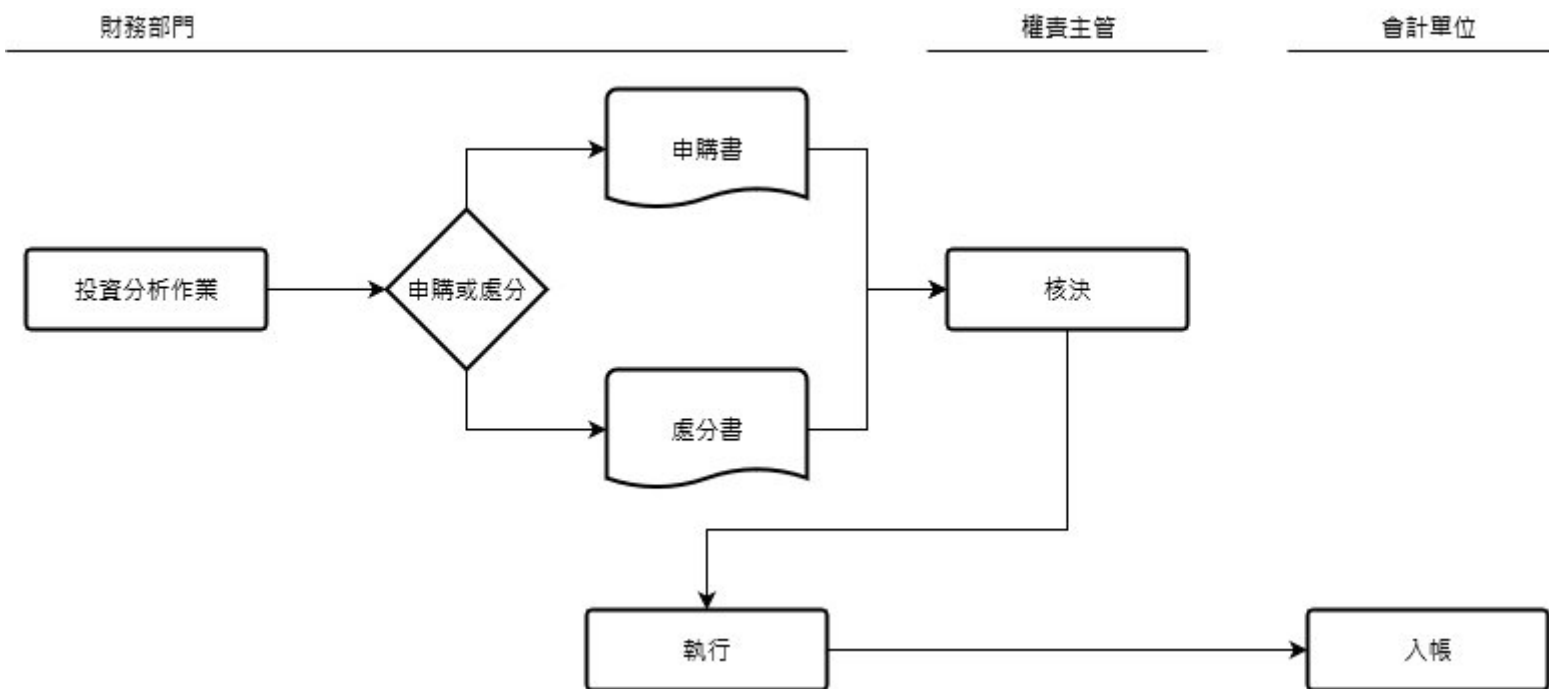 財務部門
權責主管
會計單位
申購書
投資分析作業
申購或處分
核決
處分書
執行
入帳